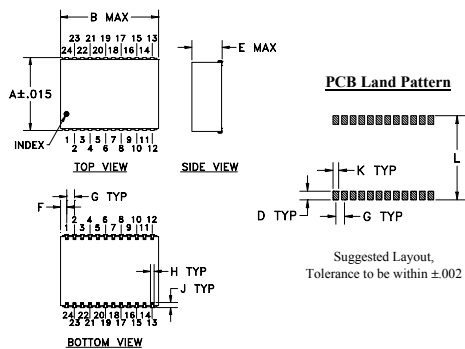 B MAX
23 21 19 17 15 13
24 22 20 18 16 14
A±.015
INDEX
1 3 5 7 9 11
2 4 6 8 10 12
TOP VIEW
E MAX
SIDE VIEW
PCB Land Pattern
K TYP
L
D TYP
G TYP
Suggested Layout,
Tolerance to be within ±.002
G TYP
F
2 4 6 8 10 12
1 3 5 7 9 11
H TYP
J TYP
24 22 20 18 16 14
23 21 19 17 15 13
BOTTOM VIEW